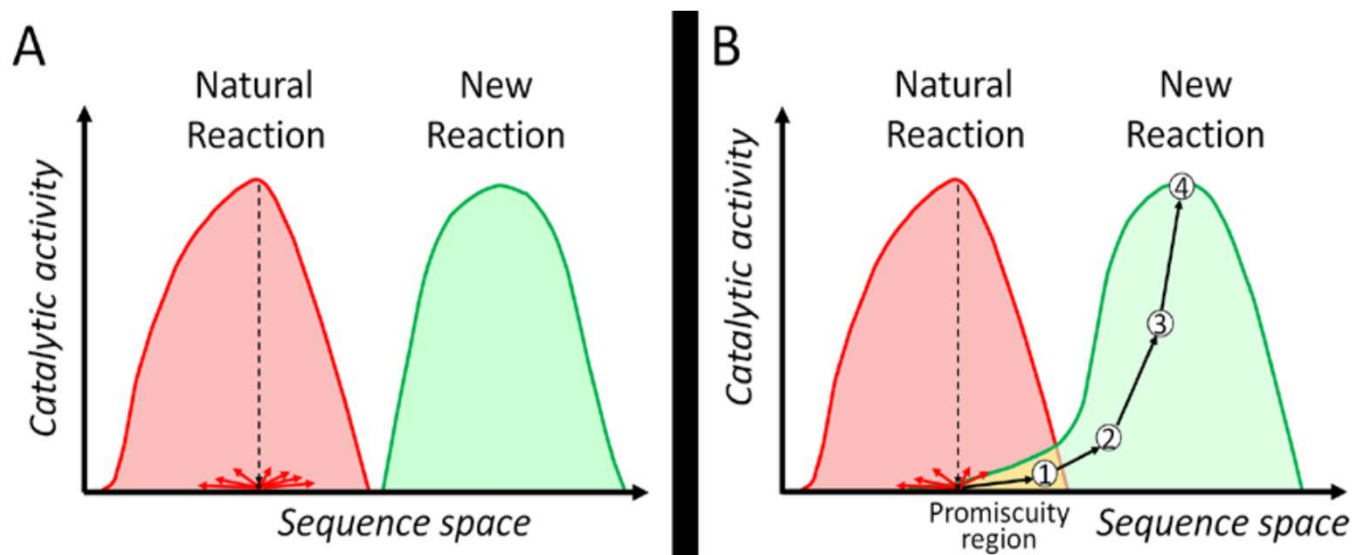 A
Natural
Reaction
New
Reaction
Catalytic activity
Sequence space
B
Natural
Reaction
New
Reaction
Catalytic activity
4
3
2
1
Promiscuity
region
Sequence space